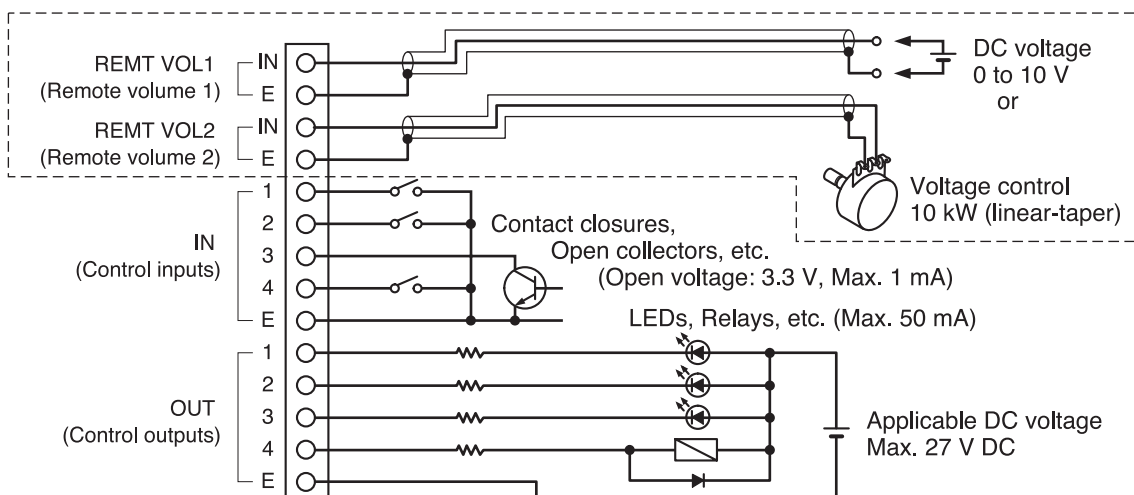 REMT VOL1
(Remote volume 1)
IN
E
REMT VOL2
(Remote volume 2)
IN
E
DC voltage
0 to 10 V
or
Voltage control
10 kW (linear-taper)
IN
(Control inputs)
1
2
3
4
E
Contact closures,
Open collectors, etc.
(Open voltage: 3.3 V, Max. 1 mA)
LEDs, Relays, etc. (Max. 50 mA)
OUT
(Control outputs)
1
2
3
4
E
Applicable DC voltage
Max. 27 V DC